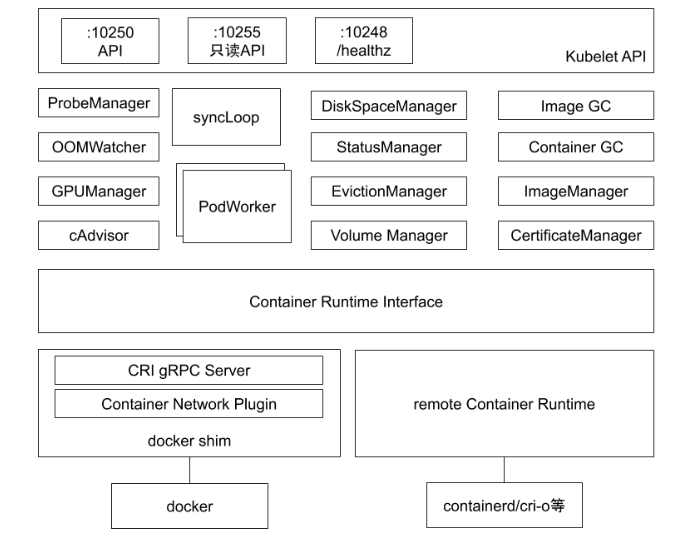 :10250
API
:10255
只读API
:10248
/healthz
Kubelet API
ProbeManager
syncLoop
DiskSpaceManager
Image GC
OOMWatcher
StatusManager
Container GC
GPUManager
PodWorker
EvictionManager
ImageManager
cAdvisor
Volume Manager
CertificateManager
Container Runtime Interface
CRI gRPC Server
Container Network Plugin
docker shim
remote Container Runtime
docker
containerd/cri-o等